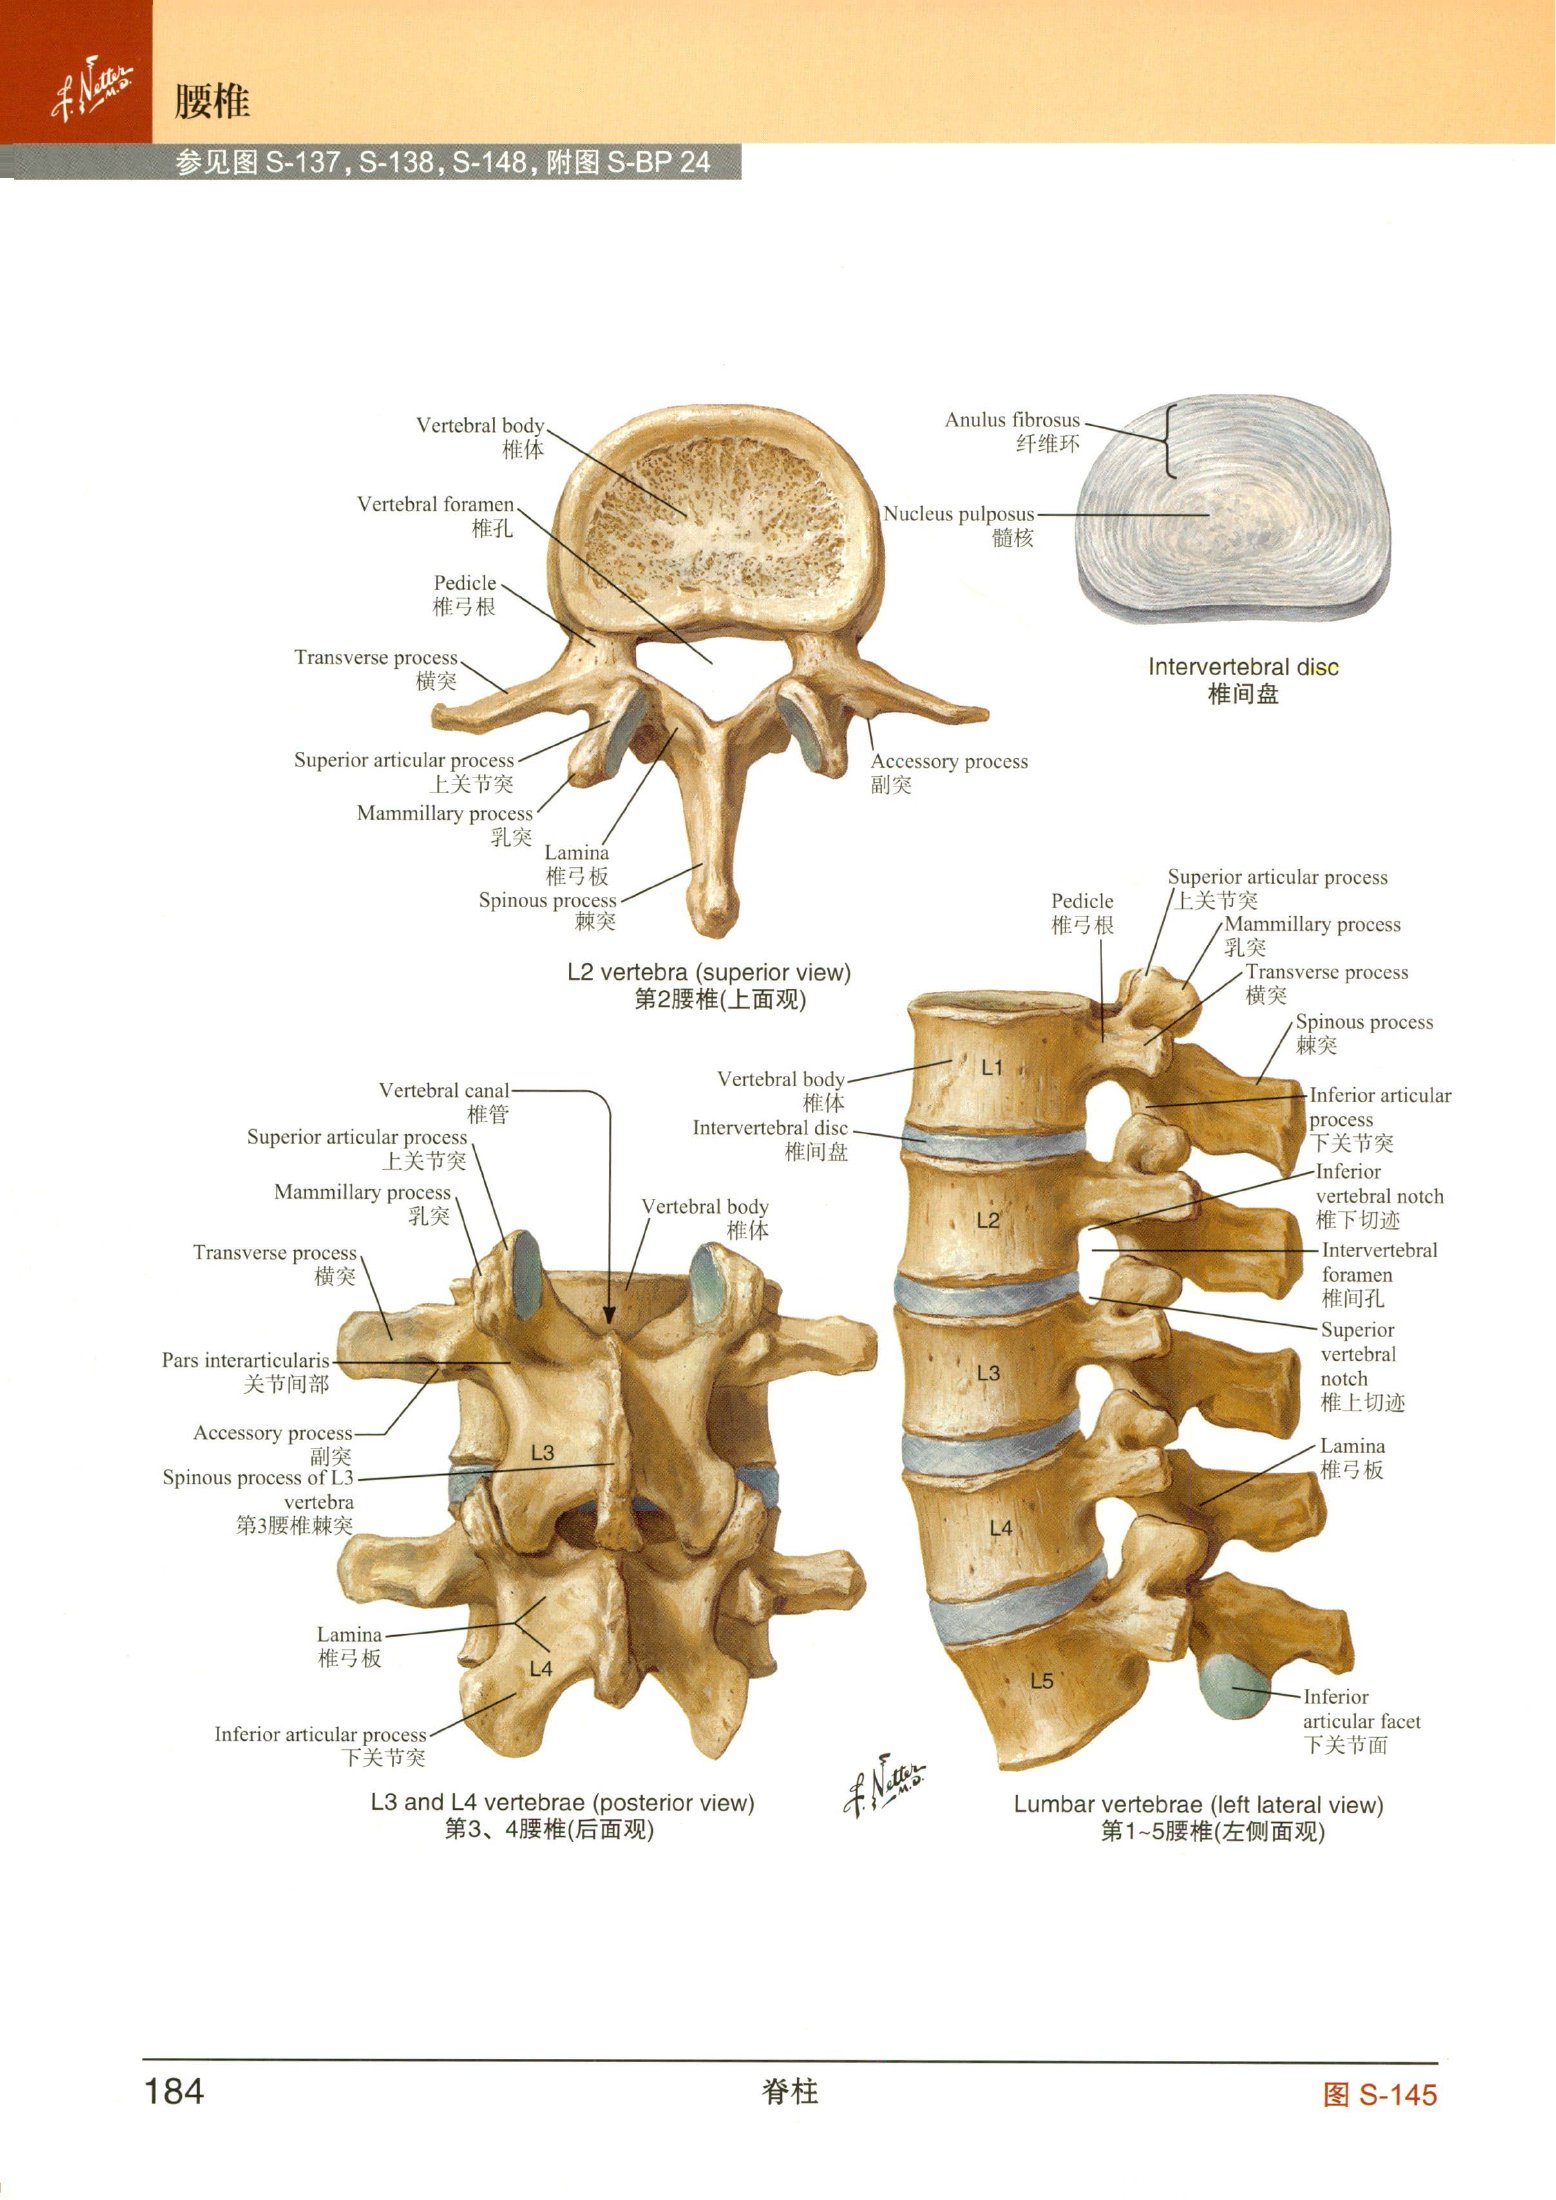 F. Netter M.D.
腰椎
参见图 S-137, S-138, S-148, 附图 S-BP 24
Vertebral body
椎体
Vertebral foramen
椎孔
Pedicle
椎弓根
Transverse process
横突
Superior articular process
上关节突
Mammillary process
乳突
Lamina
椎弓板
Spinous process
棘突
Accessory process
副突
L2 vertebra (superior view)
第2腰椎(上面观)
Anulus fibrosus
纤维环
Nucleus pulposus
髓核
Intervertebral disc
椎间盘
Vertebral canal
椎管
Superior articular process
上关节突
Mammillary process
乳突
Transverse process
横突
Pars interarticularis
关节间部
Accessory process
副突
Spinous process of L3
vertebra
第3腰椎棘突
Lamina
椎弓板
Inferior articular process
下关节突
Vertebral body
椎体
L3
L4
L3 and L4 vertebrae (posterior view)
第3、4腰椎(后面观)
Superior articular process
上关节突
Pedicle
椎弓根
Mammillary process
乳突
Transverse process
横突
Spinous process
棘突
Vertebral body
椎体
Intervertebral disc
椎间盘
Inferior articular
process
下关节突
Inferior
vertebral notch
椎下切迹
Intervertebral
foramen
椎间孔
Superior
vertebral
notch
椎上切迹
Lamina
椎弓板
Inferior
articular facet
下关节面
L1
L2
L3
L4
L5
F. Netter M.D.
Lumbar vertebrae (left lateral view)
第1~5腰椎(左侧面观)
184
脊柱
图 S-145